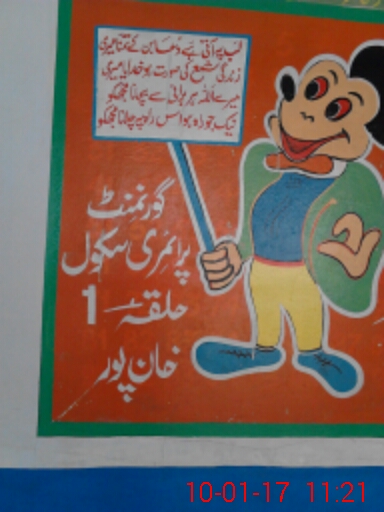 لب پہ آتی ہے دعا بن کے تمنا میری
زندگی شمع کی صورت ہو خدایا میری
میرے اللہ ہر برائی سے بچانا مجھکو
نیک جو راہ ہو اس رہ پہ چلانا مجھکو
گورنمنٹ
پرائمری سکول
حلقہ 1
خان پور
10-01-17 11:21